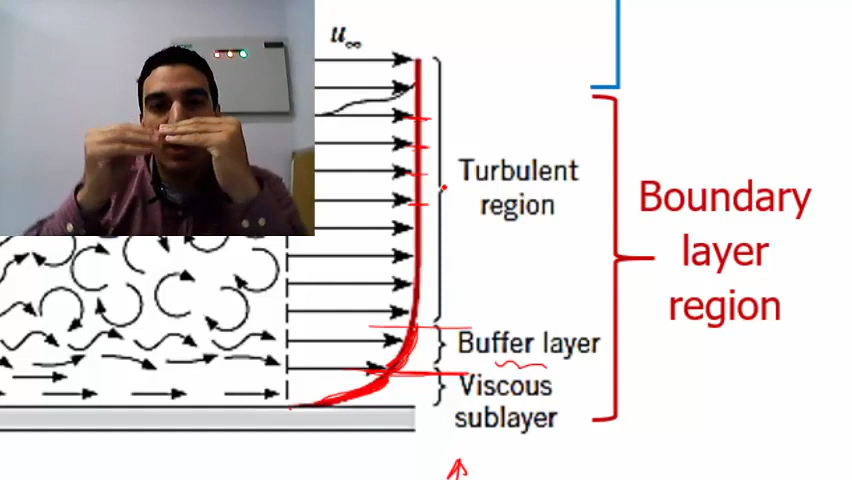 u∞
Turbulent
region
Buffer layer
Viscous
sublayer
Boundary
layer
region